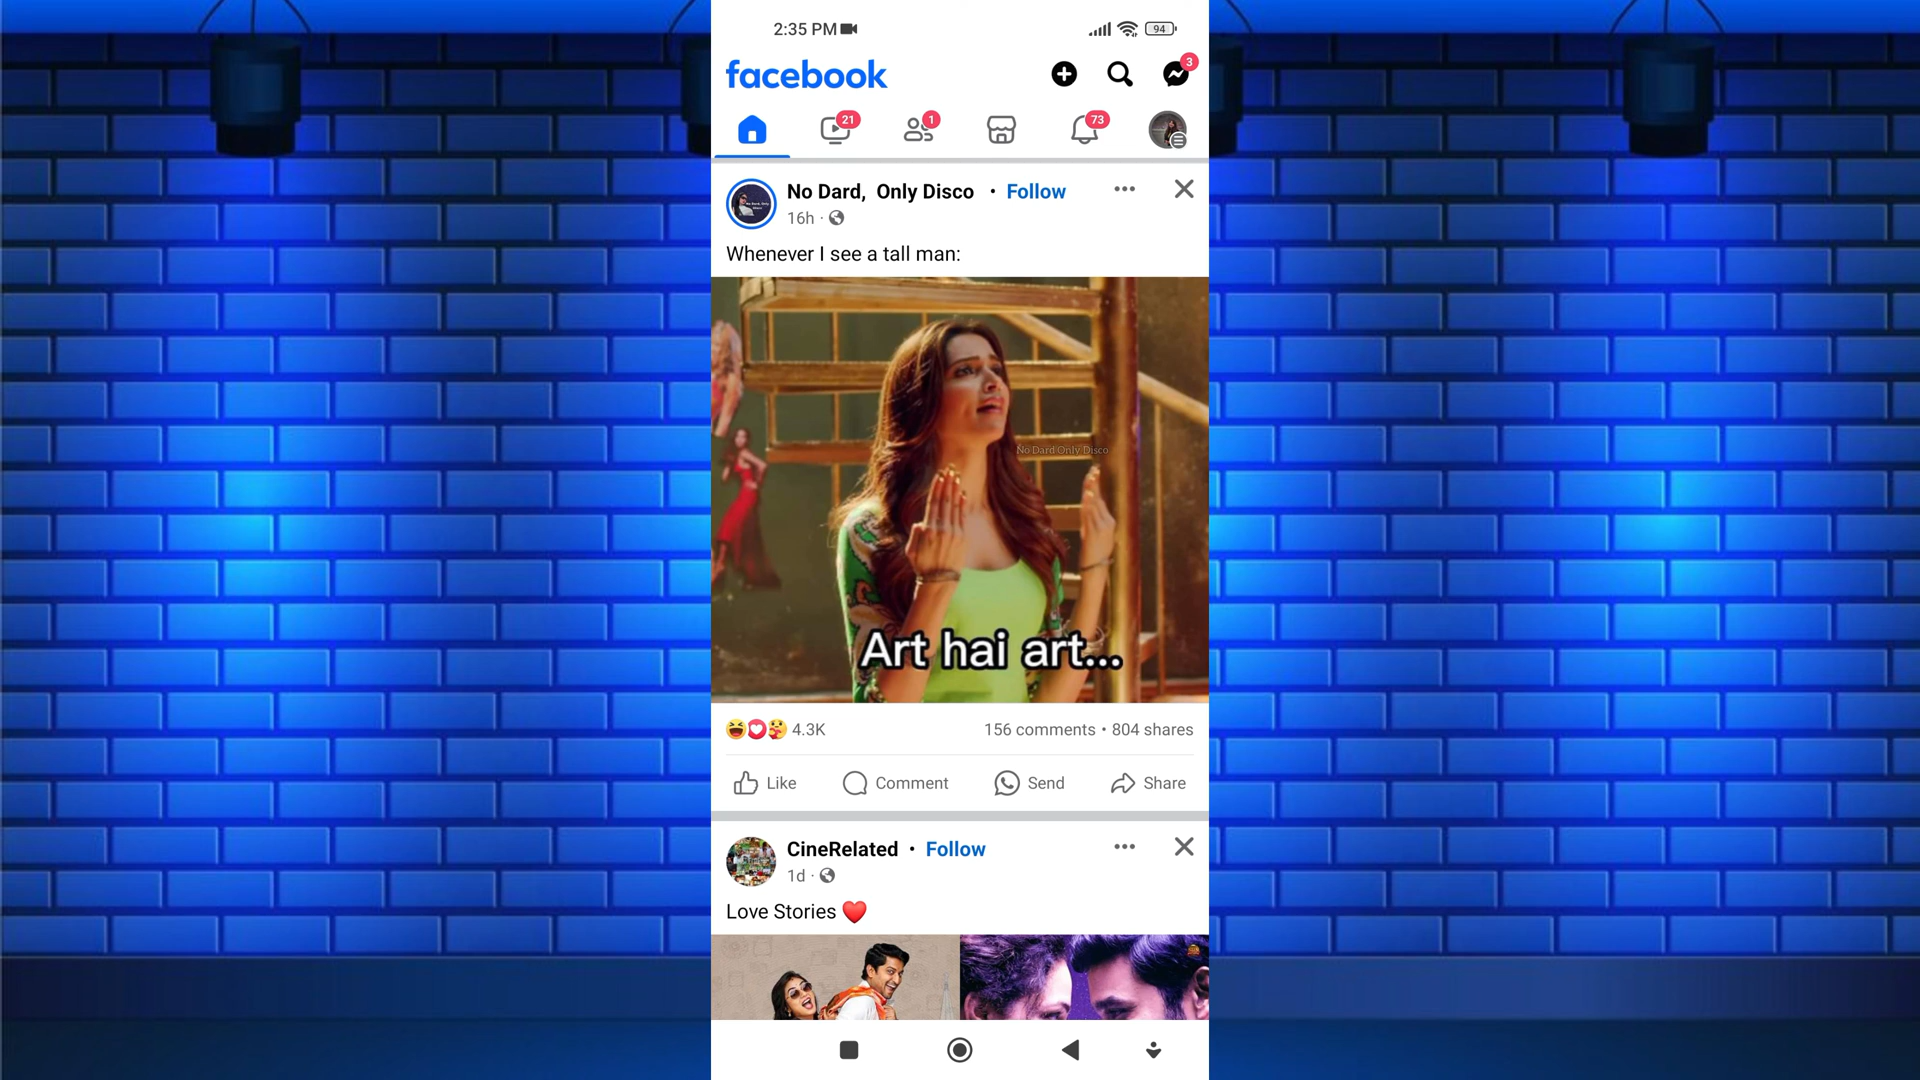 2:35 PM
94
facebook
3
21
1
73
No Dard, Only Disco • Follow
16h ·
Whenever I see a tall man:
No Dard Only Disco
Art hai art...
4.3K
156 comments • 804 shares
Like
Comment
Send
Share
CineRelated • Follow
1d ·
Love Stories ❤️